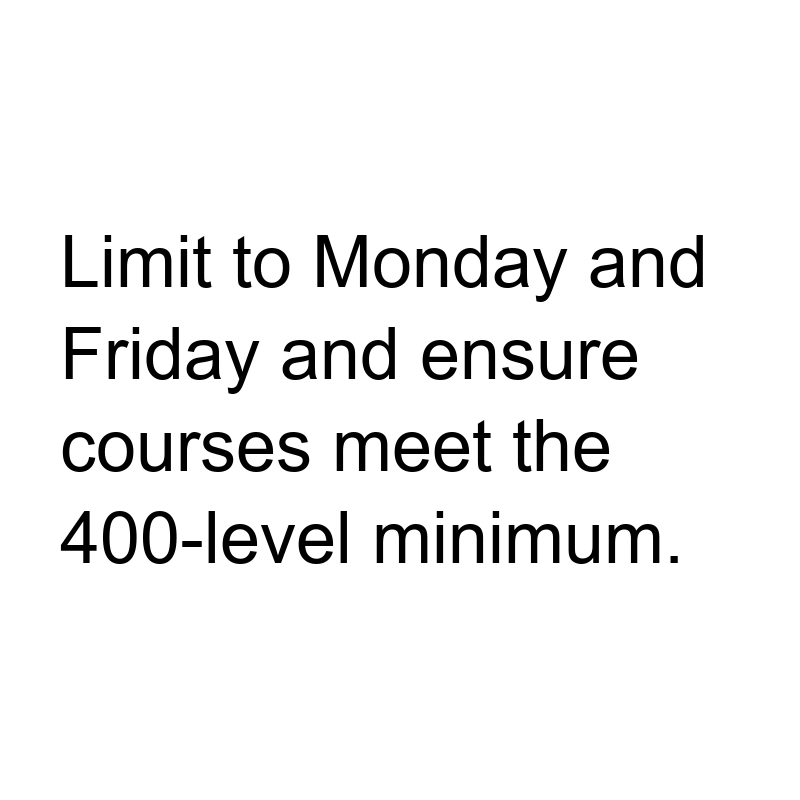 Limit to Monday and
Friday and ensure
courses meet the
400-level minimum.